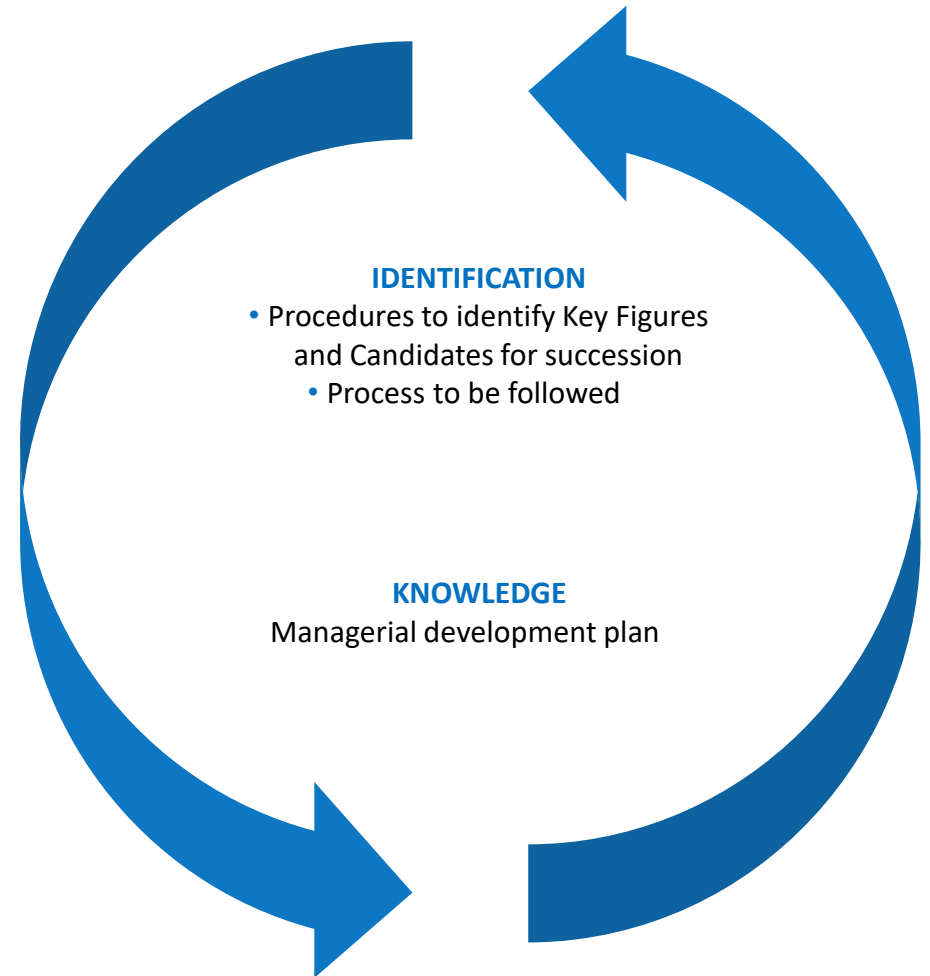 IDENTIFICATION
• Procedures to identify Key Figures
and Candidates for succession
• Process to be followed
KNOWLEDGE
Managerial development plan